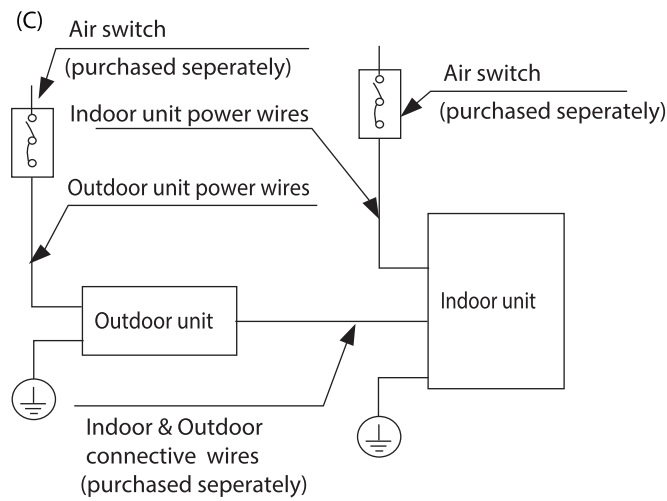 (C)
Air switch
(purchased seperately)
Air switch
(purchased seperately)
Indoor unit power wires
Outdoor unit power wires
Outdoor unit
Indoor unit
Indoor & Outdoor
connective wires
(purchased seperately)